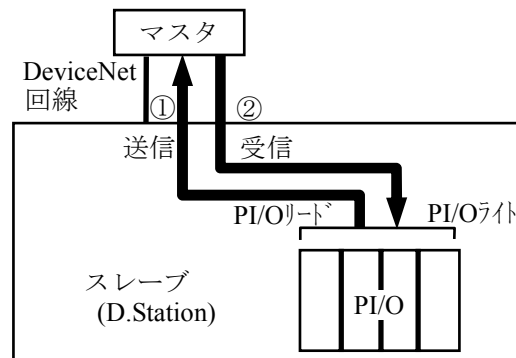 マスタ
DeviceNet
回線
① ②
送信 受信
PI/Oﾘｰﾄﾞ PI/Oﾗｲﾄ
スレーブ
(D.Station)
PI/O